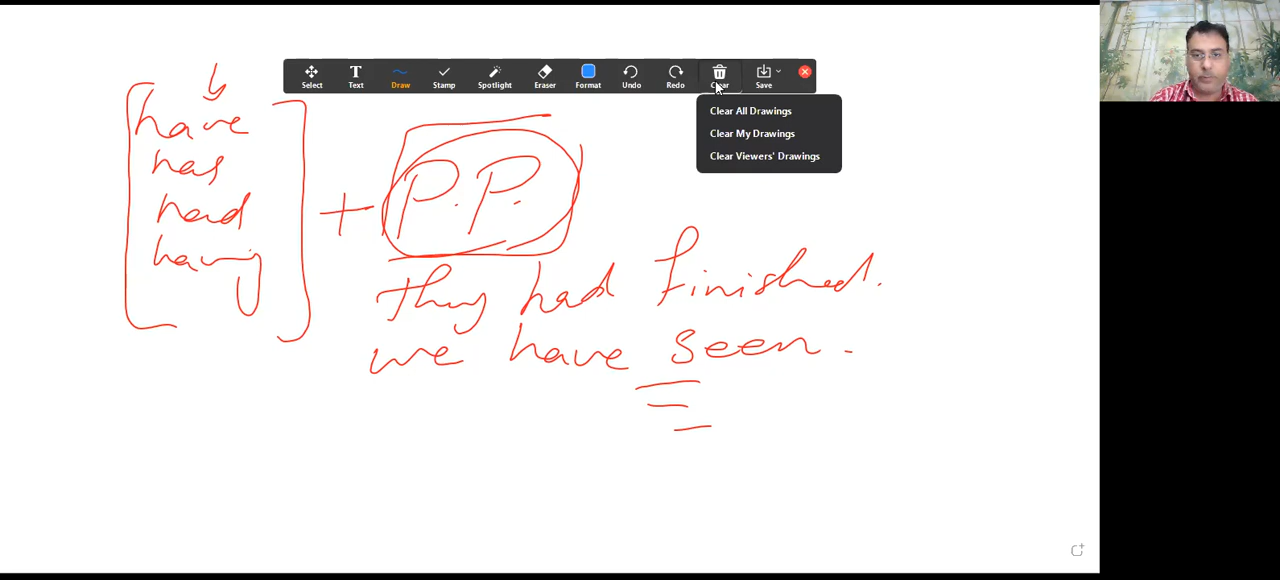 Select Text Draw Stamp Spotlight Eraser Format Undo Redo Clear Save
Clear All Drawings
Clear My Drawings
Clear Viewers' Drawings
have
has
had
having
+ P.P.
They had finished.
we have seen.